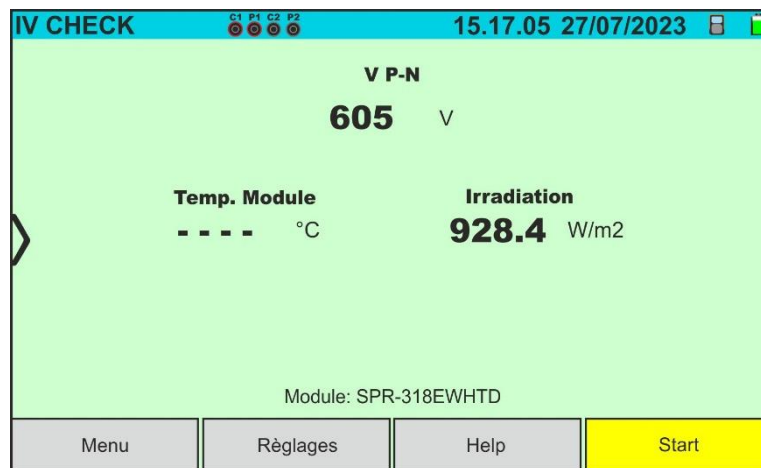 IV CHECK C1 P1 C2 P2 15.17.05 27/07/2023
V P-N
605 V
Temp. Module Irradiation
- - - - °C 928.4 W/m2
Module: SPR-318EWHTD
Menu Règlages Help Start